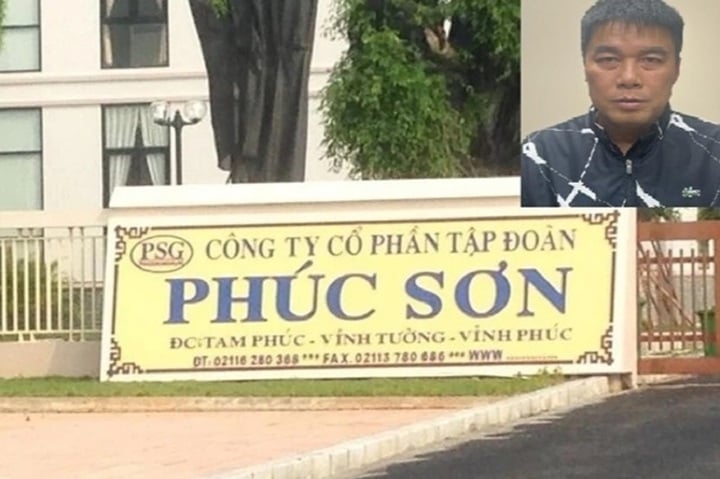 PSG
CÔNG TY CỔ PHẦN TẬP ĐOÀN
PHÚC SƠN
ĐC: TAM PHÚC - VĨNH TƯỜNG - VĨNH PHÚC
ĐT: 02116 280 368 *** FAX. 02113 780 686 *** WWW